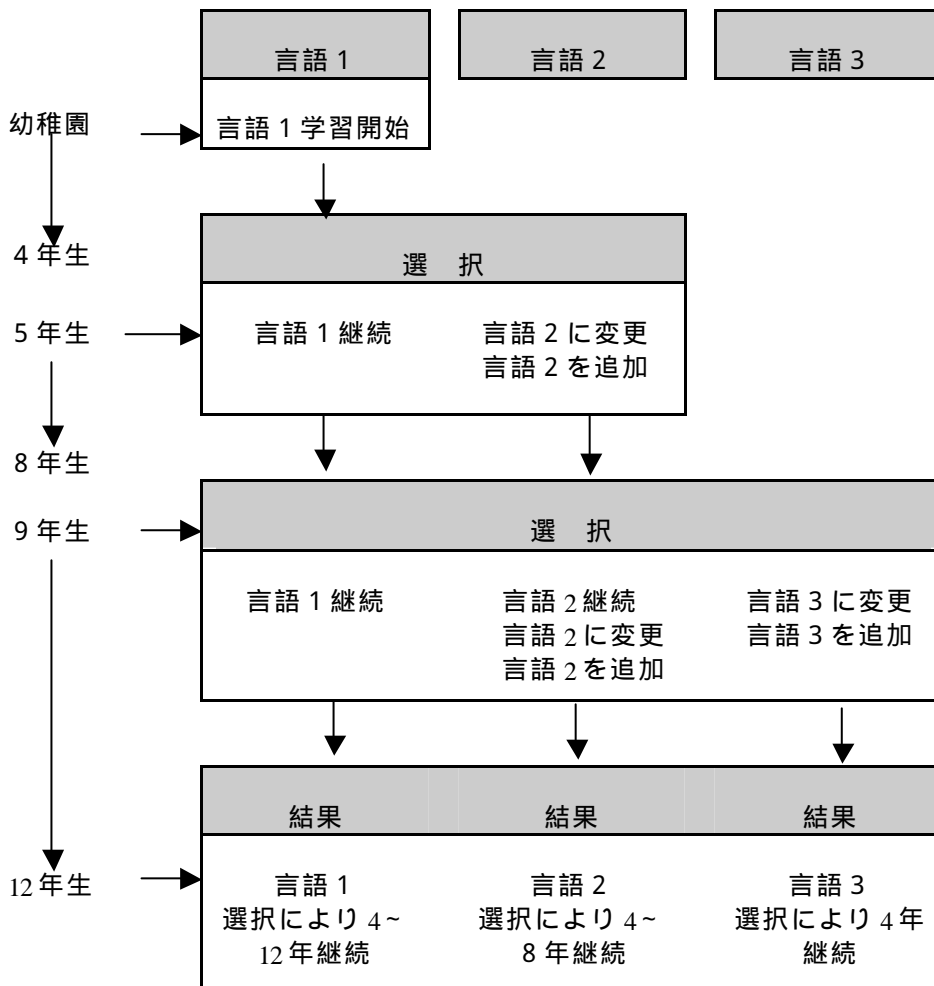 言語1 言語2 言語3
幼稚園 言語1学習開始
4年生
選 択
5年生 言語1継続 言語2に変更
言語2を追加
8年生
9年生 選 択
言語1継続 言語2継続 言語3に変更
言語2に変更 言語3を追加
言語2を追加
結果 結果 結果
12年生 言語1 言語2 言語3
選択により4~ 選択により4~ 選択により4年
12年継続 8年継続 継続